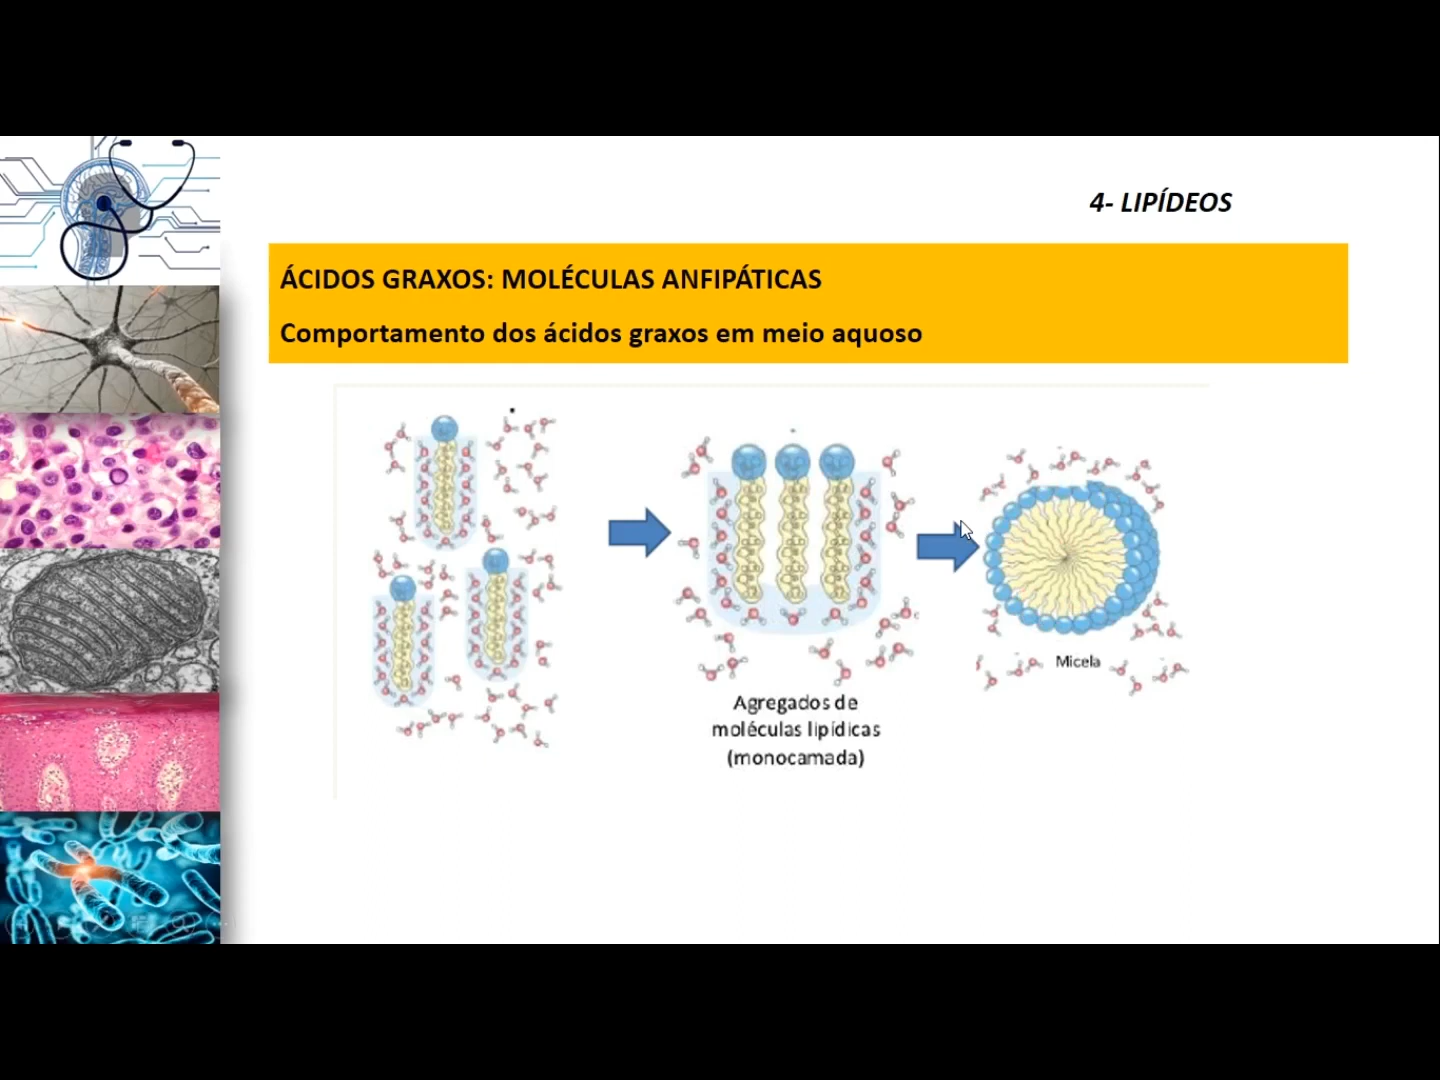 4- LIPÍDEOS
ÁCIDOS GRAXOS: MOLÉCULAS ANFIPÁTICAS
Comportamento dos ácidos graxos em meio aquoso
Agregados de
moléculas lipídicas
(monocamada)
Micela